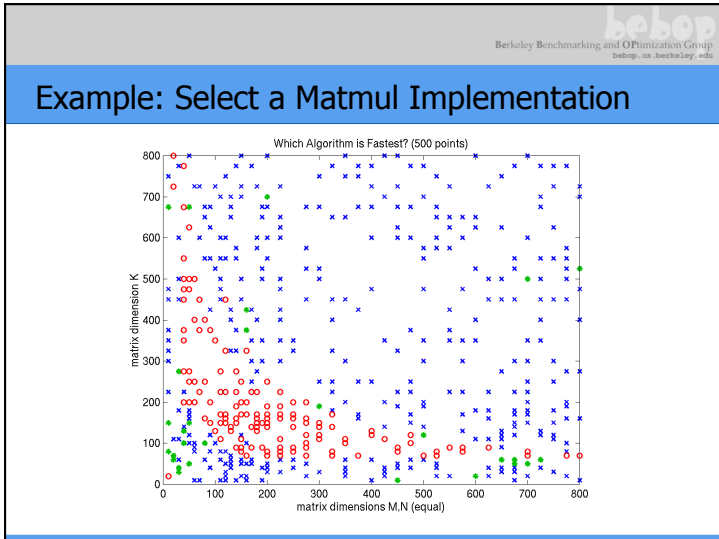 bebop
Berkeley Benchmarking and OPtimization Group
bebop.cs.berkeley.edu
Example: Select a Matmul Implementation
Which Algorithm is Fastest? (500 points)
800
700
600
500
400
300
200
100
0
matrix dimension K
0 100 200 300 400 500 600 700 800
matrix dimensions M,N (equal)